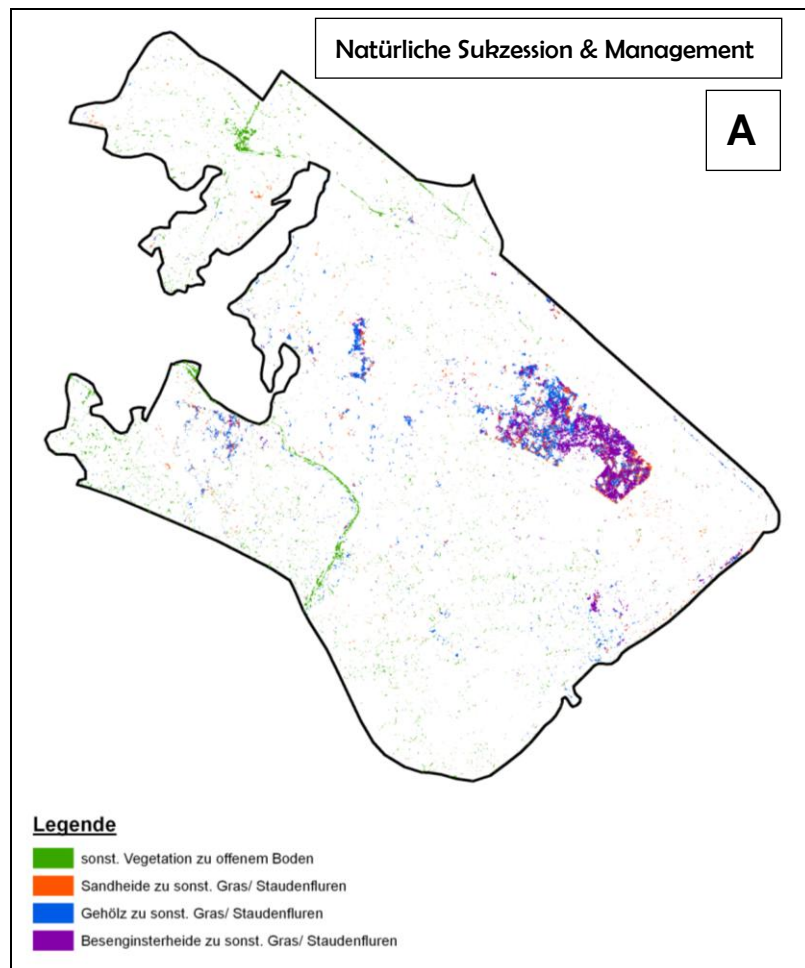 Natürliche Sukzession & Management
A
Legende
sonst. Vegetation zu offenem Boden
Sandheide zu sonst. Gras/ Staudenfluren
Gehölz zu sonst. Gras/ Staudenfluren
Besenginsterheide zu sonst. Gras/ Staudenfluren